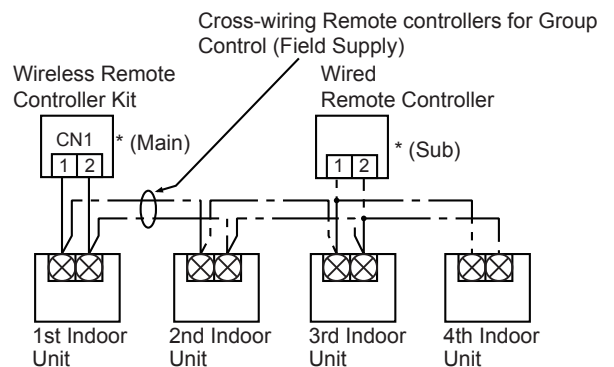 Cross-wiring Remote controllers for Group
Control (Field Supply)
Wireless Remote
Controller Kit
Wired
Remote Controller
CN1
* (Main)
1 2
1 2
* (Sub)
1st Indoor
Unit
2nd Indoor
Unit
3rd Indoor
Unit
4th Indoor
Unit